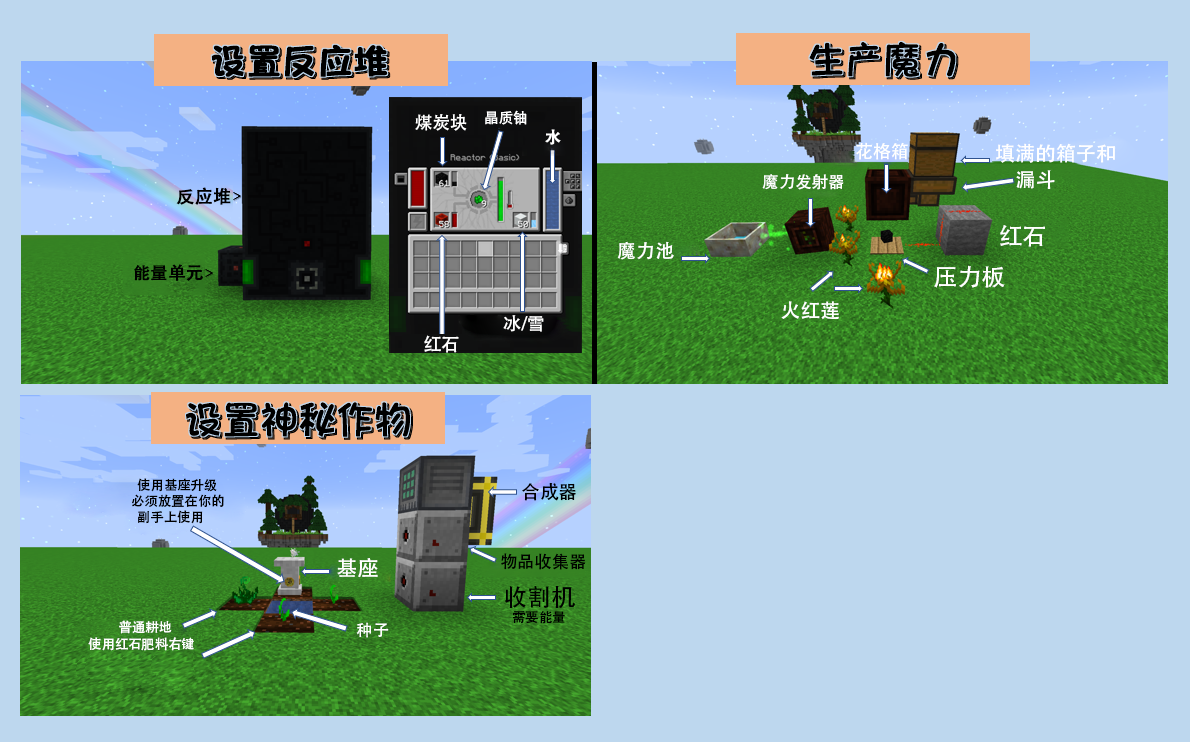 设置反应堆
煤炭块
晶质铀
水
Reactor (Basic)
反应堆>
61
9
能量单元>
58
59
冰/雪
红石
生产魔力
花格箱
填满的箱子和
漏斗
魔力发射器
魔力池
红石
压力板
火红莲
设置神秘作物
使用基座升级
必须放置在你的
副手上使用
合成器
物品收集器
基座
收割机
需要能量
普通耕地
使用红石肥料右键
种子